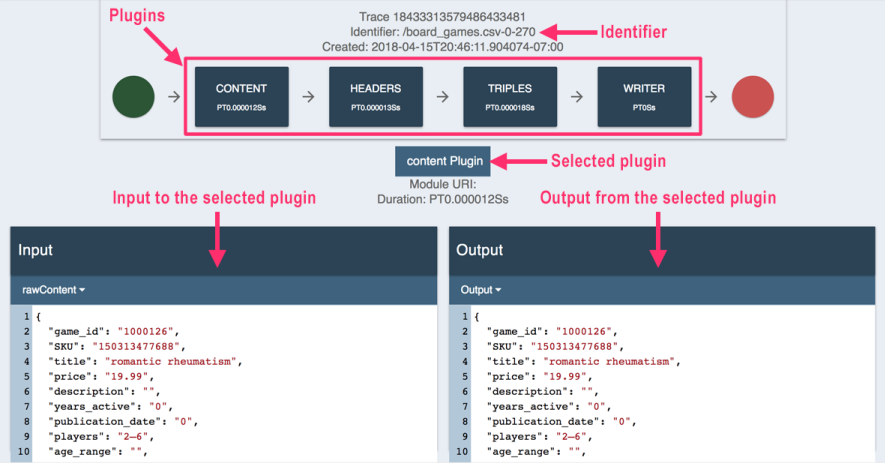 Plugins
Trace 18433313579486433481
Identifier: /board_games.csv-0-270
Identifier
Created: 2018-04-15T20:46:11.904074-07:00
CONTENT
PT0.000012Ss
HEADERS
PT0.000013Ss
TRIPLES
PT0.000018Ss
WRITER
PT0Ss
content Plugin
Selected plugin
Module URI:
Duration: PT0.000012Ss
Input to the selected plugin
Output from the selected plugin
Input
rawContent
1 {
2 "game_id": "1000126",
3 "SKU": "150313477688",
4 "title": "romantic rheumatism",
5 "price": "19.99",
6 "description": "",
7 "years_active": "0",
8 "publication_date": "0",
9 "players": "2–6",
10 "age_range": "",
Output
Output
1 {
2 "game_id": "1000126",
3 "SKU": "150313477688",
4 "title": "romantic rheumatism",
5 "price": "19.99",
6 "description": "",
7 "years_active": "0",
8 "publication_date": "0",
9 "players": "2–6",
10 "age_range": "",